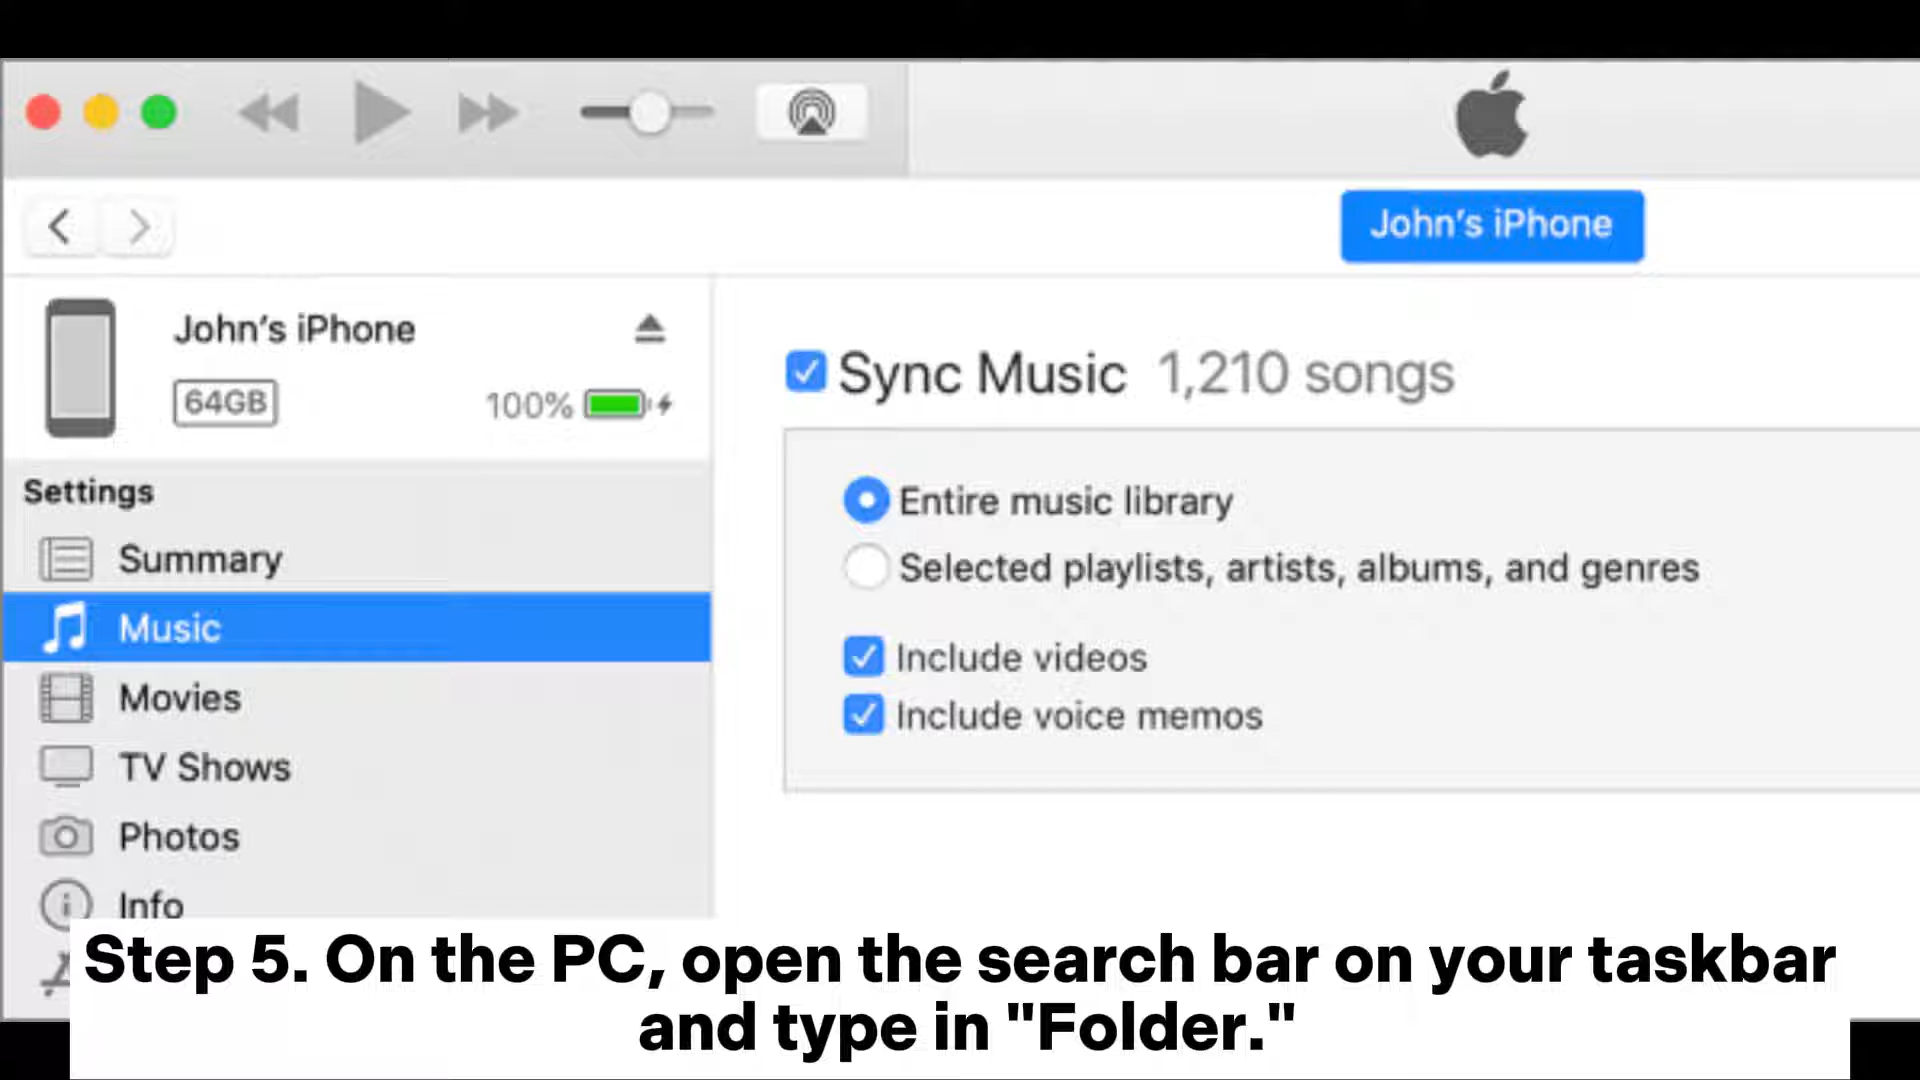 John's iPhone
John's iPhone
64GB
100%
Sync Music 1,210 songs
Settings
Summary
Music
Movies
TV Shows
Photos
Info
Entire music library
Selected playlists, artists, albums, and genres
Include videos
Include voice memos
Step 5. On the PC, open the search bar on your taskbar
and type in "Folder."